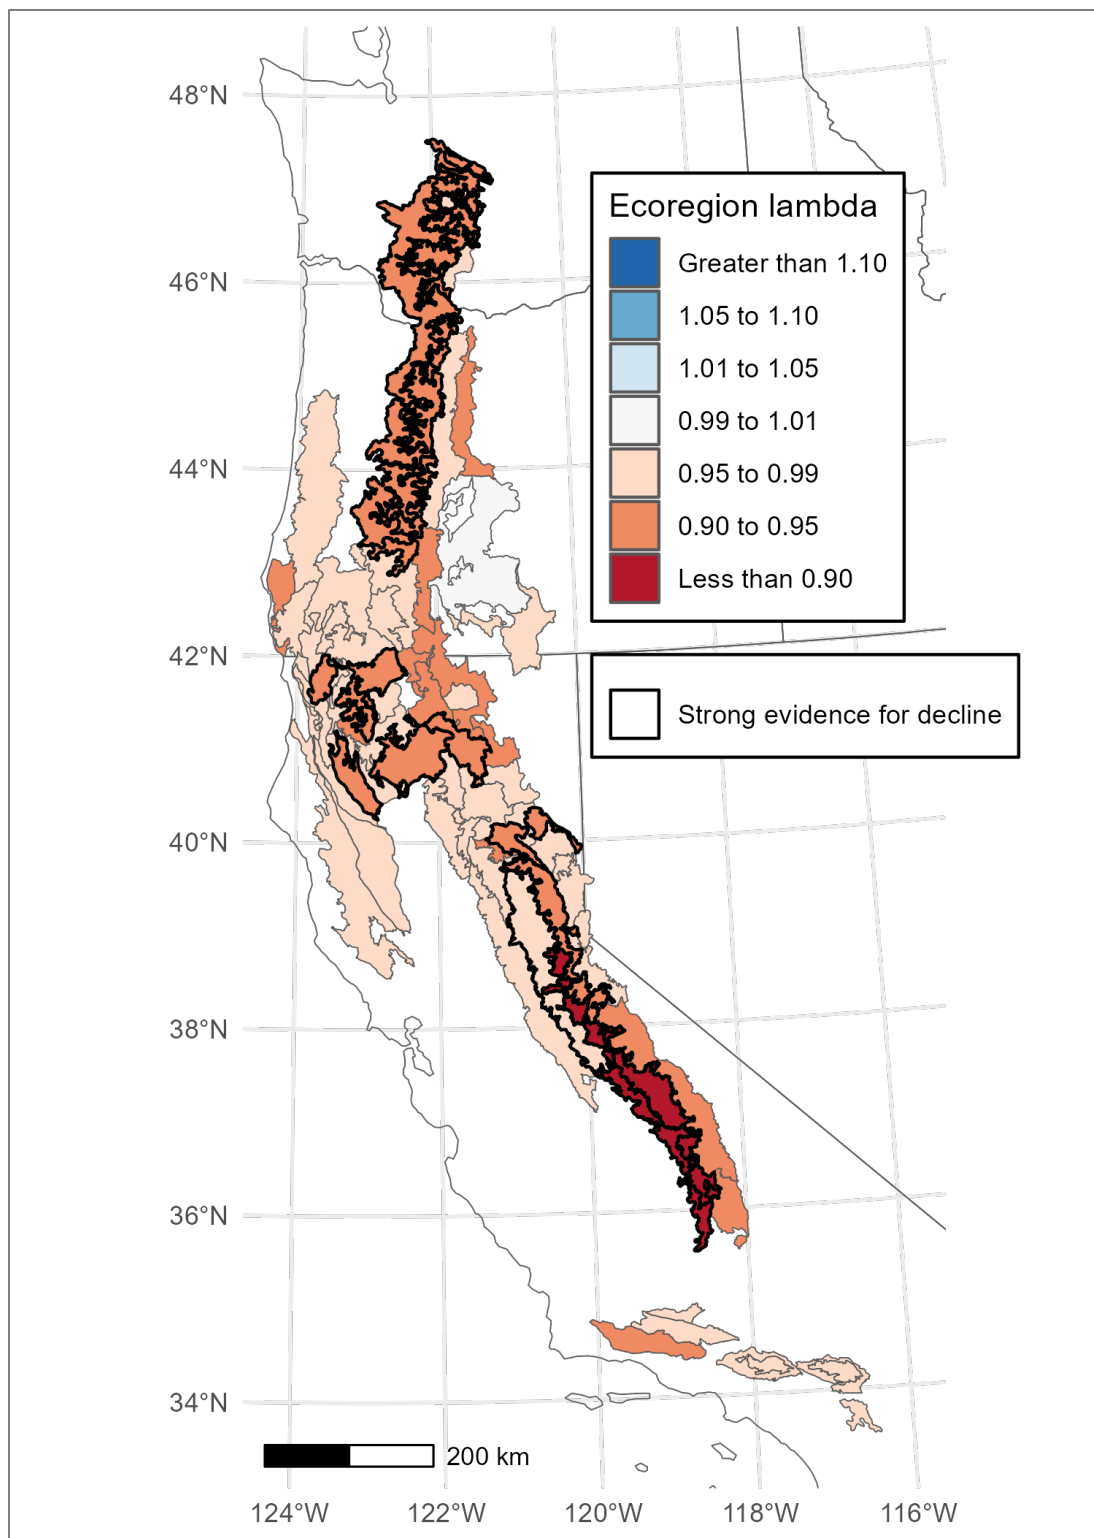 48°N
46°N
44°N
42°N
40°N
38°N
36°N
34°N
Ecoregion lambda
Greater than 1.10
1.05 to 1.10
1.01 to 1.05
0.99 to 1.01
0.95 to 0.99
0.90 to 0.95
Less than 0.90
Strong evidence for decline
200 km
124°W 122°W 120°W 118°W 116°W